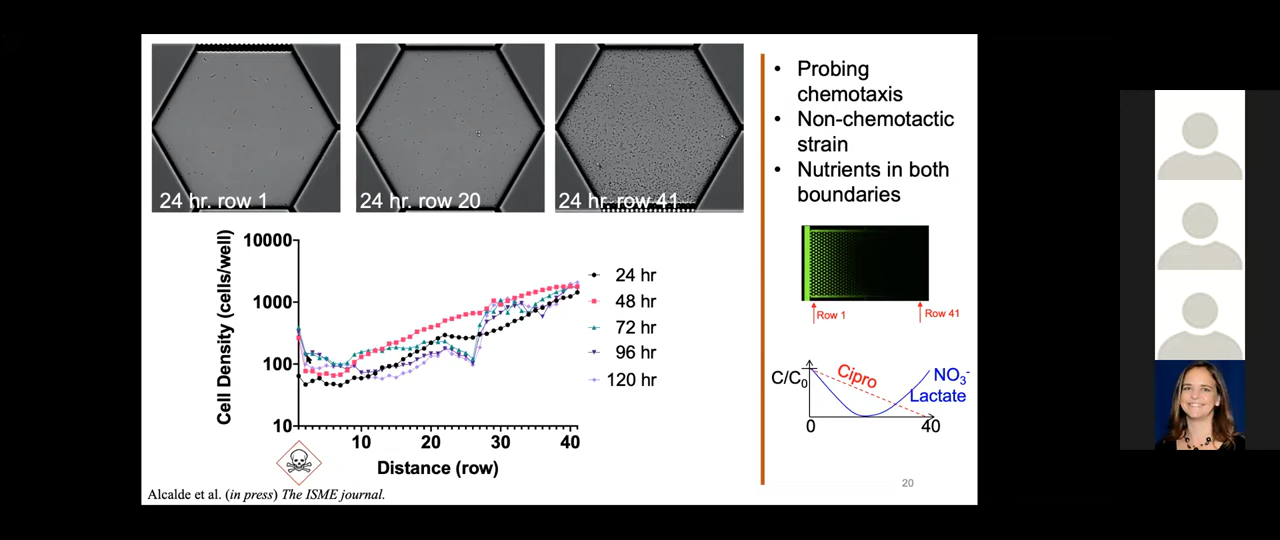 24 hr. row 1
24 hr. row 20
24 hr. row 41
• Probing
chemotaxis
• Non-chemotactic
strain
• Nutrients in both
boundaries
Cell Density (cells/well)
10000
1000
100
10
10
20
30
40
Distance (row)
24 hr
48 hr
72 hr
96 hr
120 hr
Row 1
Row 41
C/C₀
Cipro
NO₃⁻
Lactate
0
40
Alcalde et al. (in press) The ISME journal.
20